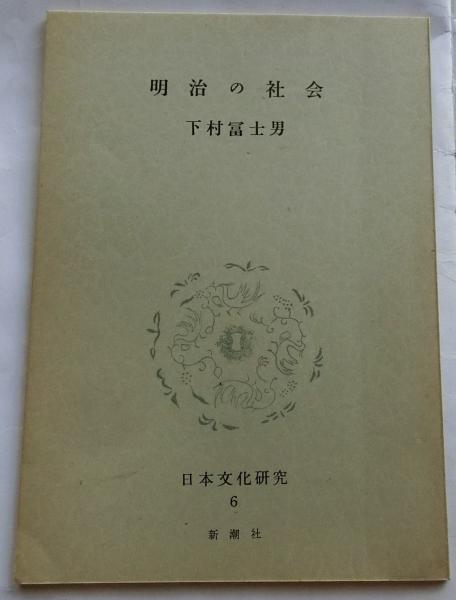 明治の社会
下村冨士男
日本文化研究
6
新潮社